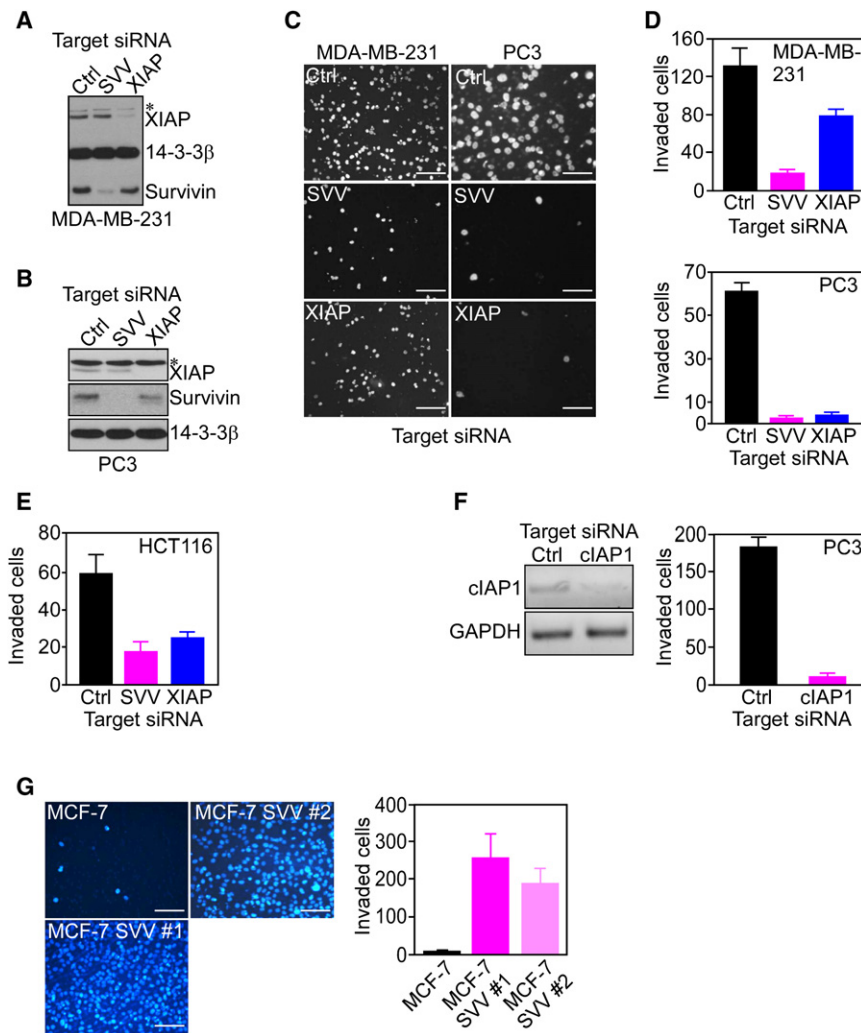 A
Target siRNA
Ctrl
SVV
XIAP
*
XIAP
14-3-3β
Survivin
MDA-MB-231
B
Target siRNA
Ctrl
SVV
XIAP
*
XIAP
Survivin
14-3-3β
PC3
C
MDA-MB-231 PC3
Ctrl Ctrl
SVV SVV
XIAP XIAP
Target siRNA
D
Invaded cells
160
120
80
40
0
MDA-MB-
231
Ctrl SVV XIAP
Target siRNA
Invaded cells
70
50
30
10
0
PC3
Ctrl SVV XIAP
Target siRNA
E
Invaded cells
80
60
40
20
0
HCT116
Ctrl SVV XIAP
Target siRNA
F
Target siRNA
Ctrl cIAP1
cIAP1
GAPDH
Invaded cells
200
150
100
50
0
PC3
Ctrl cIAP1
Target siRNA
G
MCF-7 MCF-7 SVV #2
MCF-7 SVV #1
Invaded cells
400
300
200
100
0
MCF-7
MCF-7
SVV #1
MCF-7
SVV #2